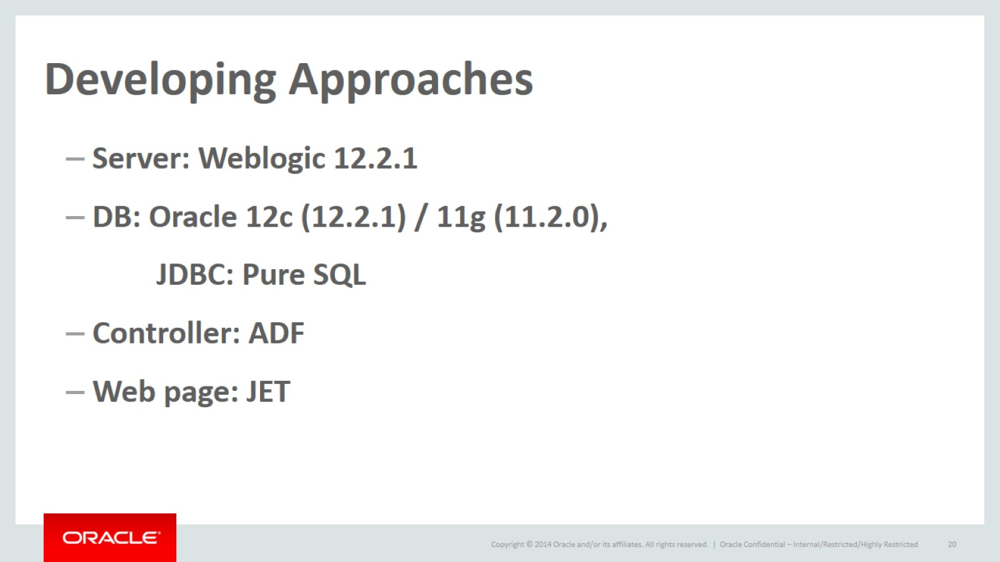 Developing Approaches
– Server: Weblogic 12.2.1
– DB: Oracle 12c (12.2.1) / 11g (11.2.0),
JDBC: Pure SQL
– Controller: ADF
– Web page: JET
ORACLE®
Copyright © 2014 Oracle and/or its affiliates. All rights reserved. | Oracle Confidential – Internal/Restricted/Highly Restricted 20